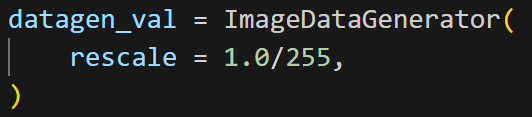 datagen_val = ImageDataGenerator(
    rescale = 1.0/255,
)